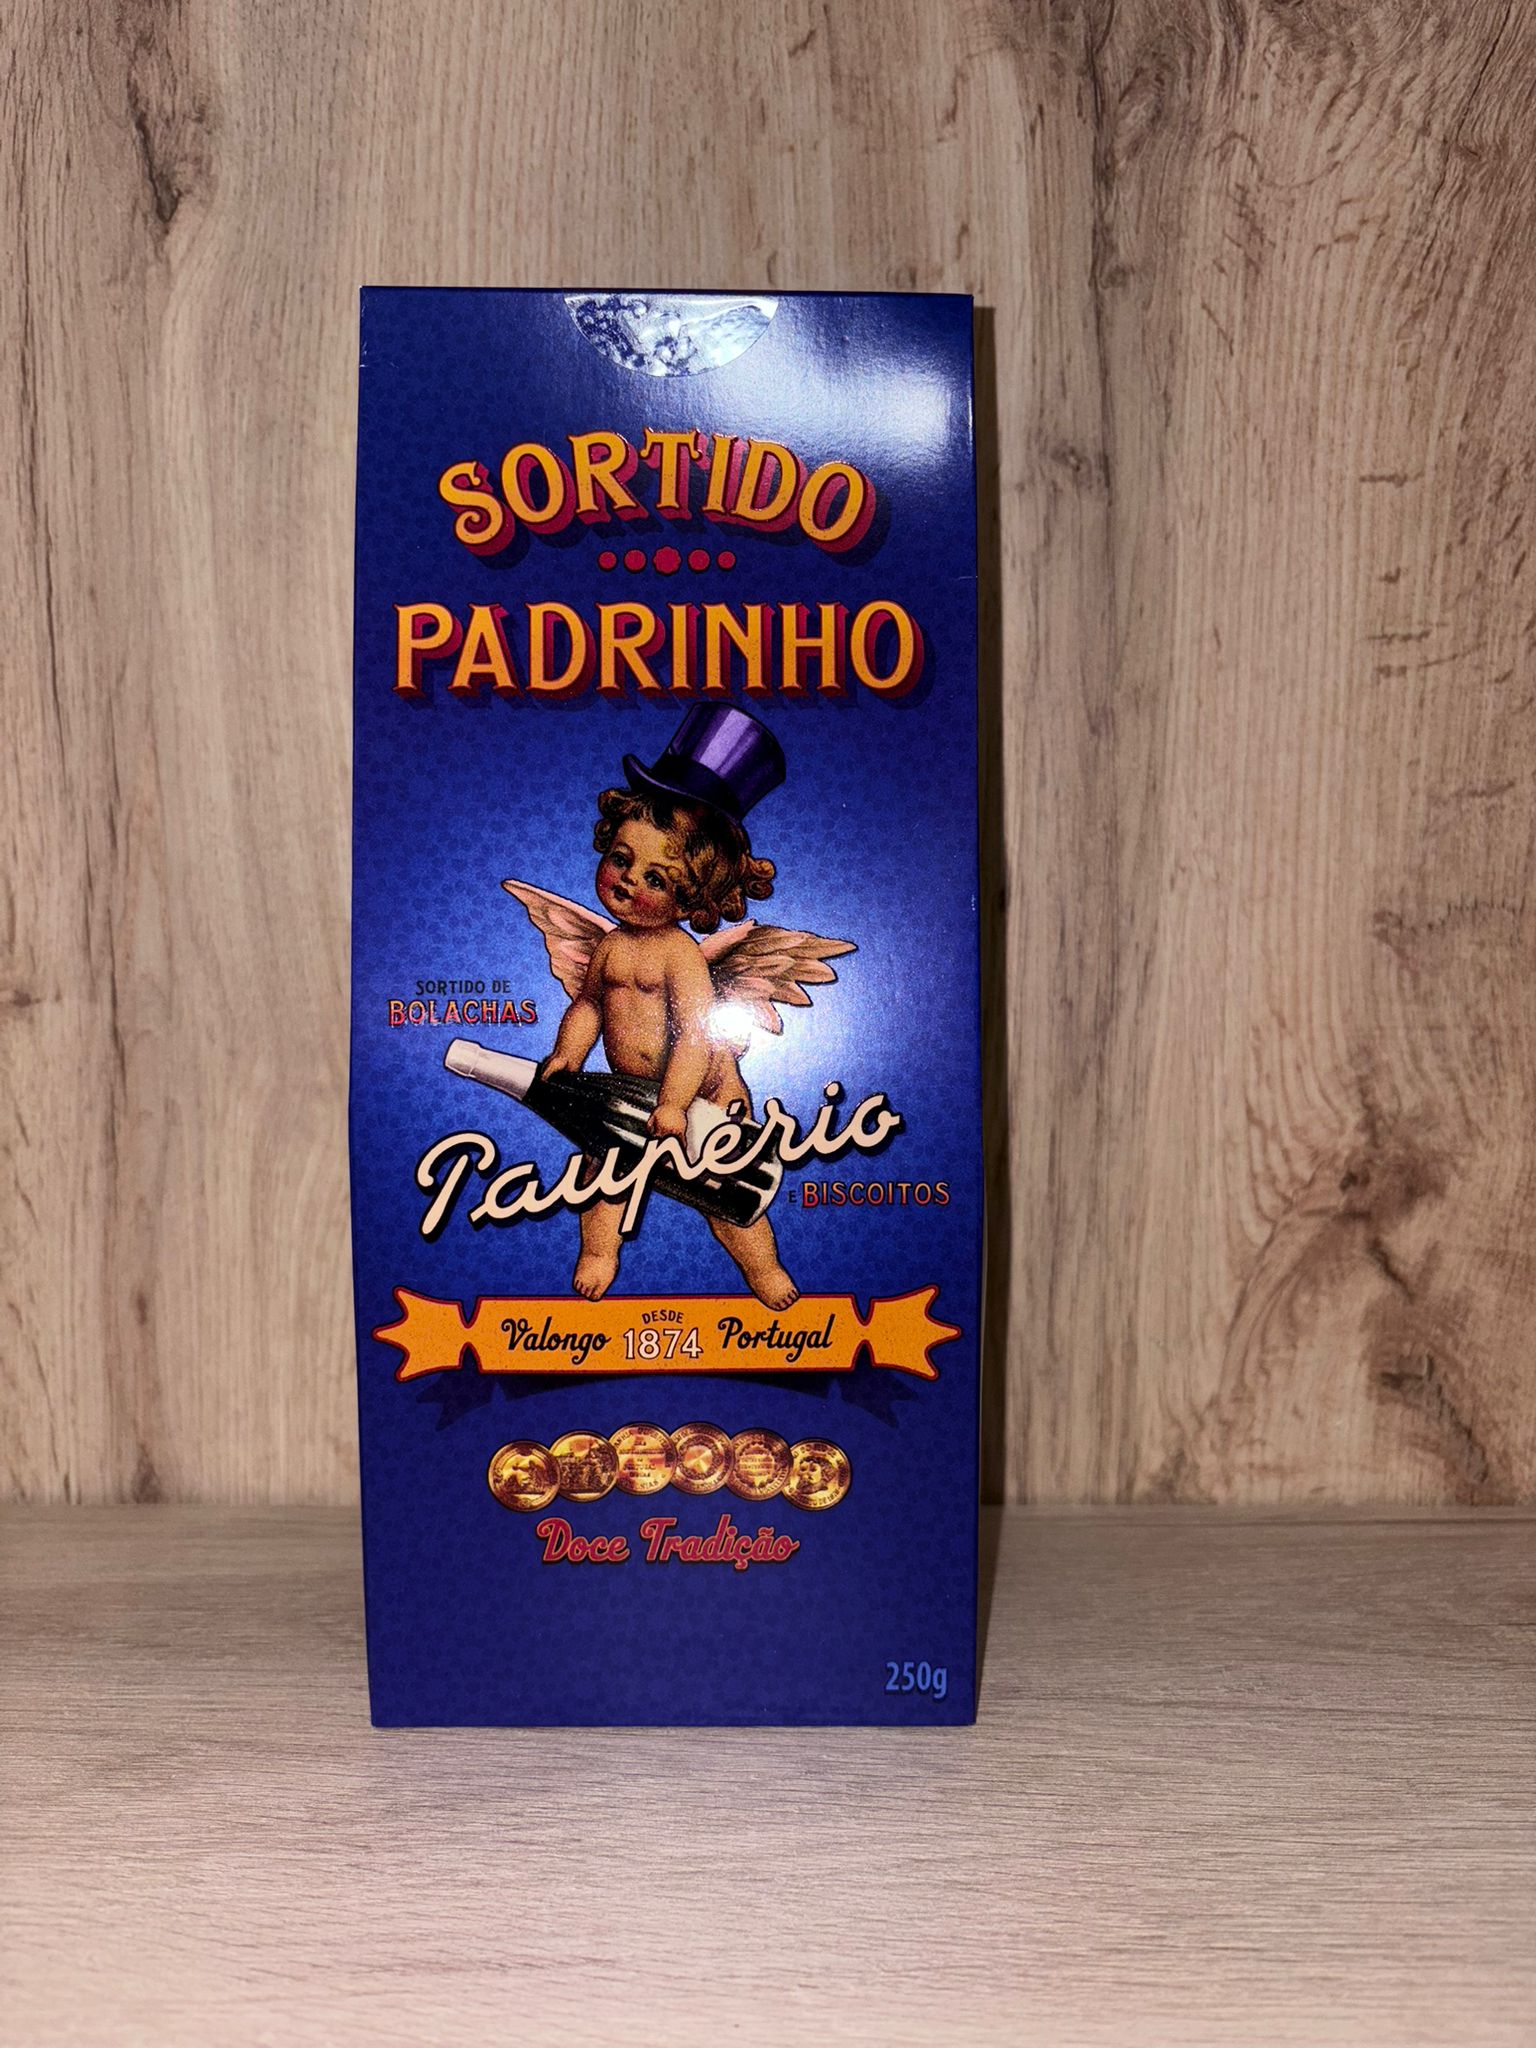 SORTIDO
PADRINHO
SORTIDO DE
BOLACHAS
Paupério
E BISCOITOS
Valongo DESDE 1874 Portugal
Doce Tradição
250g